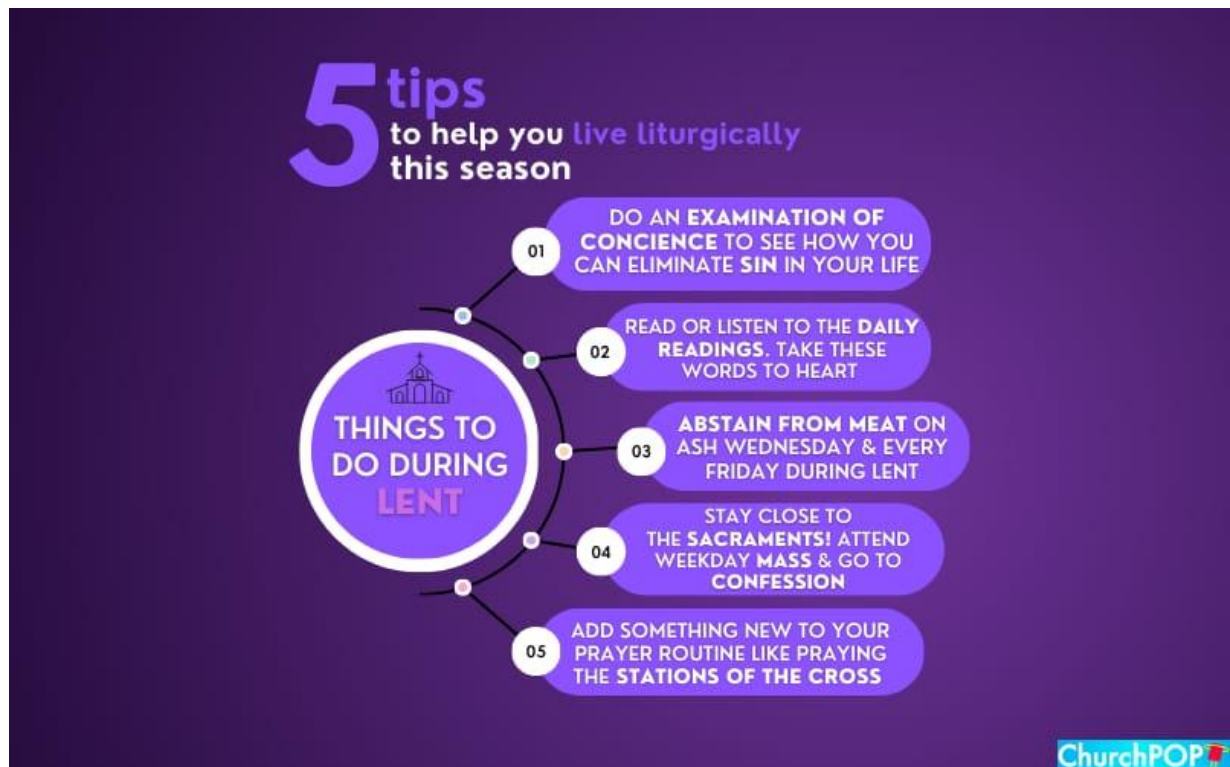 5 tips
to help you live liturgically
this season
01
DO AN EXAMINATION OF
CONCIENCE TO SEE HOW YOU
CAN ELIMINATE SIN IN YOUR LIFE
02
READ OR LISTEN TO THE DAILY
READINGS. TAKE THESE
WORDS TO HEART
THINGS TO
DO DURING
LENT
03
ABSTAIN FROM MEAT ON
ASH WEDNESDAY & EVERY
FRIDAY DURING LENT
04
STAY CLOSE TO
THE SACRAMENTS! ATTEND
WEEKDAY MASS & GO TO
CONFESSION
05
ADD SOMETHING NEW TO YOUR
PRAYER ROUTINE LIKE PRAYING
THE STATIONS OF THE CROSS
ChurchPOP